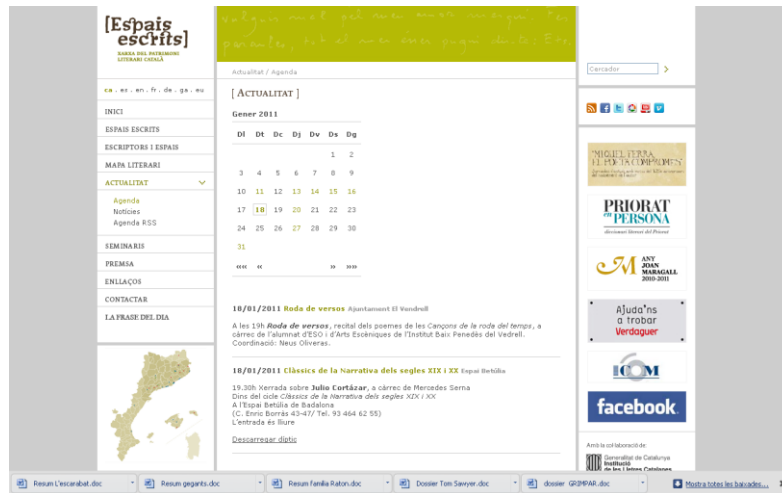 [Espais
escrits]
XARXA DEL PATRIMONI
LITERARI CATALÀ
ca . es . en . fr . de . ga . eu
INICI
ESPAIS ESCRITS
ESCRIPTORS I ESPAIS
MAPA LITERARI
ACTUALITAT
Agenda
Notícies
Agenda RSS
SEMINARIS
PREMSA
ENLLAÇOS
CONTACTAR
LA FRASE DEL DIA
Actualitat / Agenda
[ ACTUALITAT ]
Gener 2011
Dl Dt Dc Dj Dv Ds Dg
1 2
3 4 5 6 7 8 9
10 11 12 13 14 15 16
17 18 19 20 21 22 23
24 25 26 27 28 29 30
31
«« « » »»
18/01/2011 Roda de versos Ajuntament El Vendrell
A les 19h Roda de versos, recital dels poemes de les Cançons de la roda del temps, a
càrrec de l'alumnat d'ESO i d'Arts Escèniques de l'Institut Baix Penedès del Vedrell.
Coordinació: Neus Oliveras.
18/01/2011 Clàssics de la Narrativa dels segles XIX i XX Espai Betúlia
19.30h Xerrada sobre Julio Cortázar, a càrrec de Mercedes Serna
Dins del cicle Clàssics de la Narrativa dels segles XIX i XX
A l'Espai Betúlia de Badalona
(C. Enric Borràs 43-47/ Tel. 93 464 62 55)
L'entrada és lliure
Descarregar díptic
Cercador
"MIQUEL
EL POETA COMPROMÈS"
PRIORAT
en PERSONA
diccionari literari del Priorat
ANY
JOAN
MARAGALL
2010-2011
Ajuda'ns
a trobar
Verdaguer
ICOM
facebook
Amb la col·laboració de:
Generalitat de Catalunya
Institució
de les Lletres Catalanes
Resum L'escarabat.doc
Resum gegants.doc
Resum familia Raton.doc
Dossier Tom Sawyer.doc
dossier GRIMPAR.doc
Mostra totes les baixades...